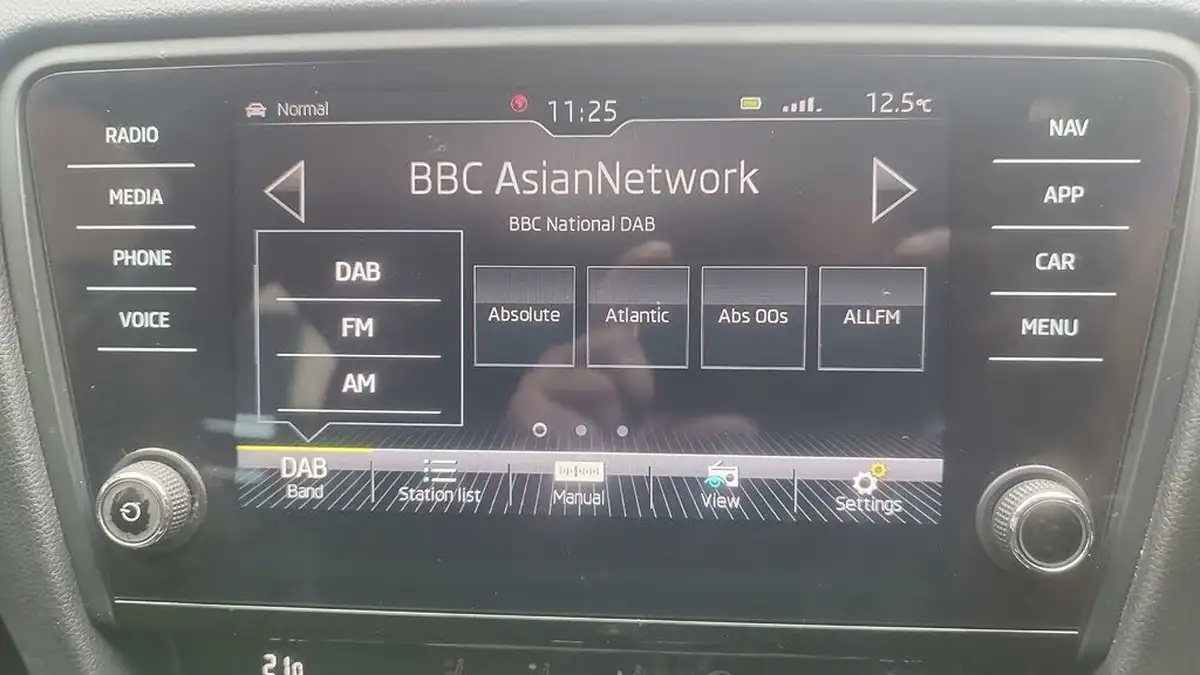 Normal
11:25
12.5°C
RADIO
MEDIA
PHONE
VOICE
BBC AsianNetwork
BBC National DAB
DAB
FM
AM
Absolute
Atlantic
Abs 00s
ALLFM
NAV
APP
CAR
MENU
DAB
Band
Station list
Manual
View
Settings